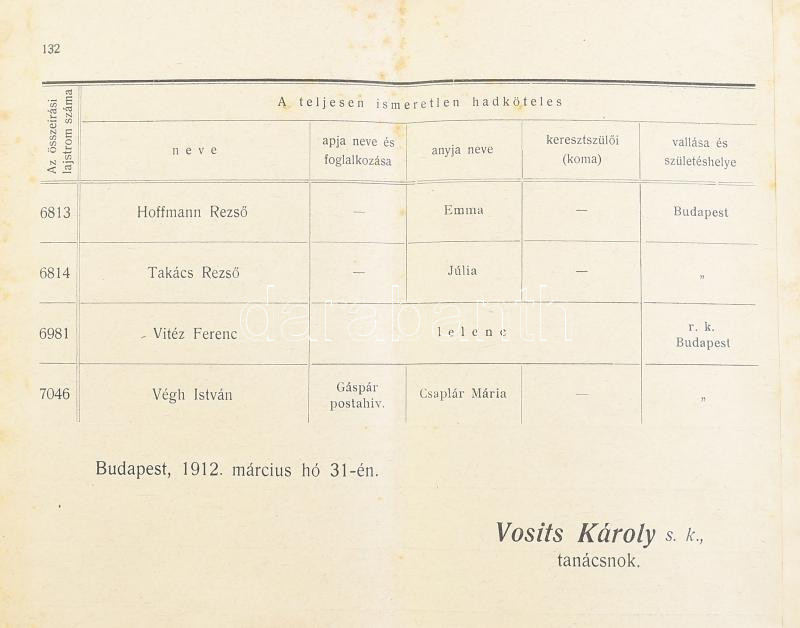 132
Az összeírási lajstrom száma
A teljesen ismeretlen hadköteles
neve
apja neve és foglalkozása
anyja neve
keresztszülői (koma)
vallása és születéshelye
6813 Hoffmann Rezső — Emma — Budapest
6814 Takács Rezső — Júlia — „
6981 Vitéz Ferenc lelenc r. k. Budapest
7046 Végh István Gáspár postahiv. Csaplár Mária — „
Budapest, 1912. március hó 31-én.
Vosits Károly s. k.,
tanácsnok.
darabanth